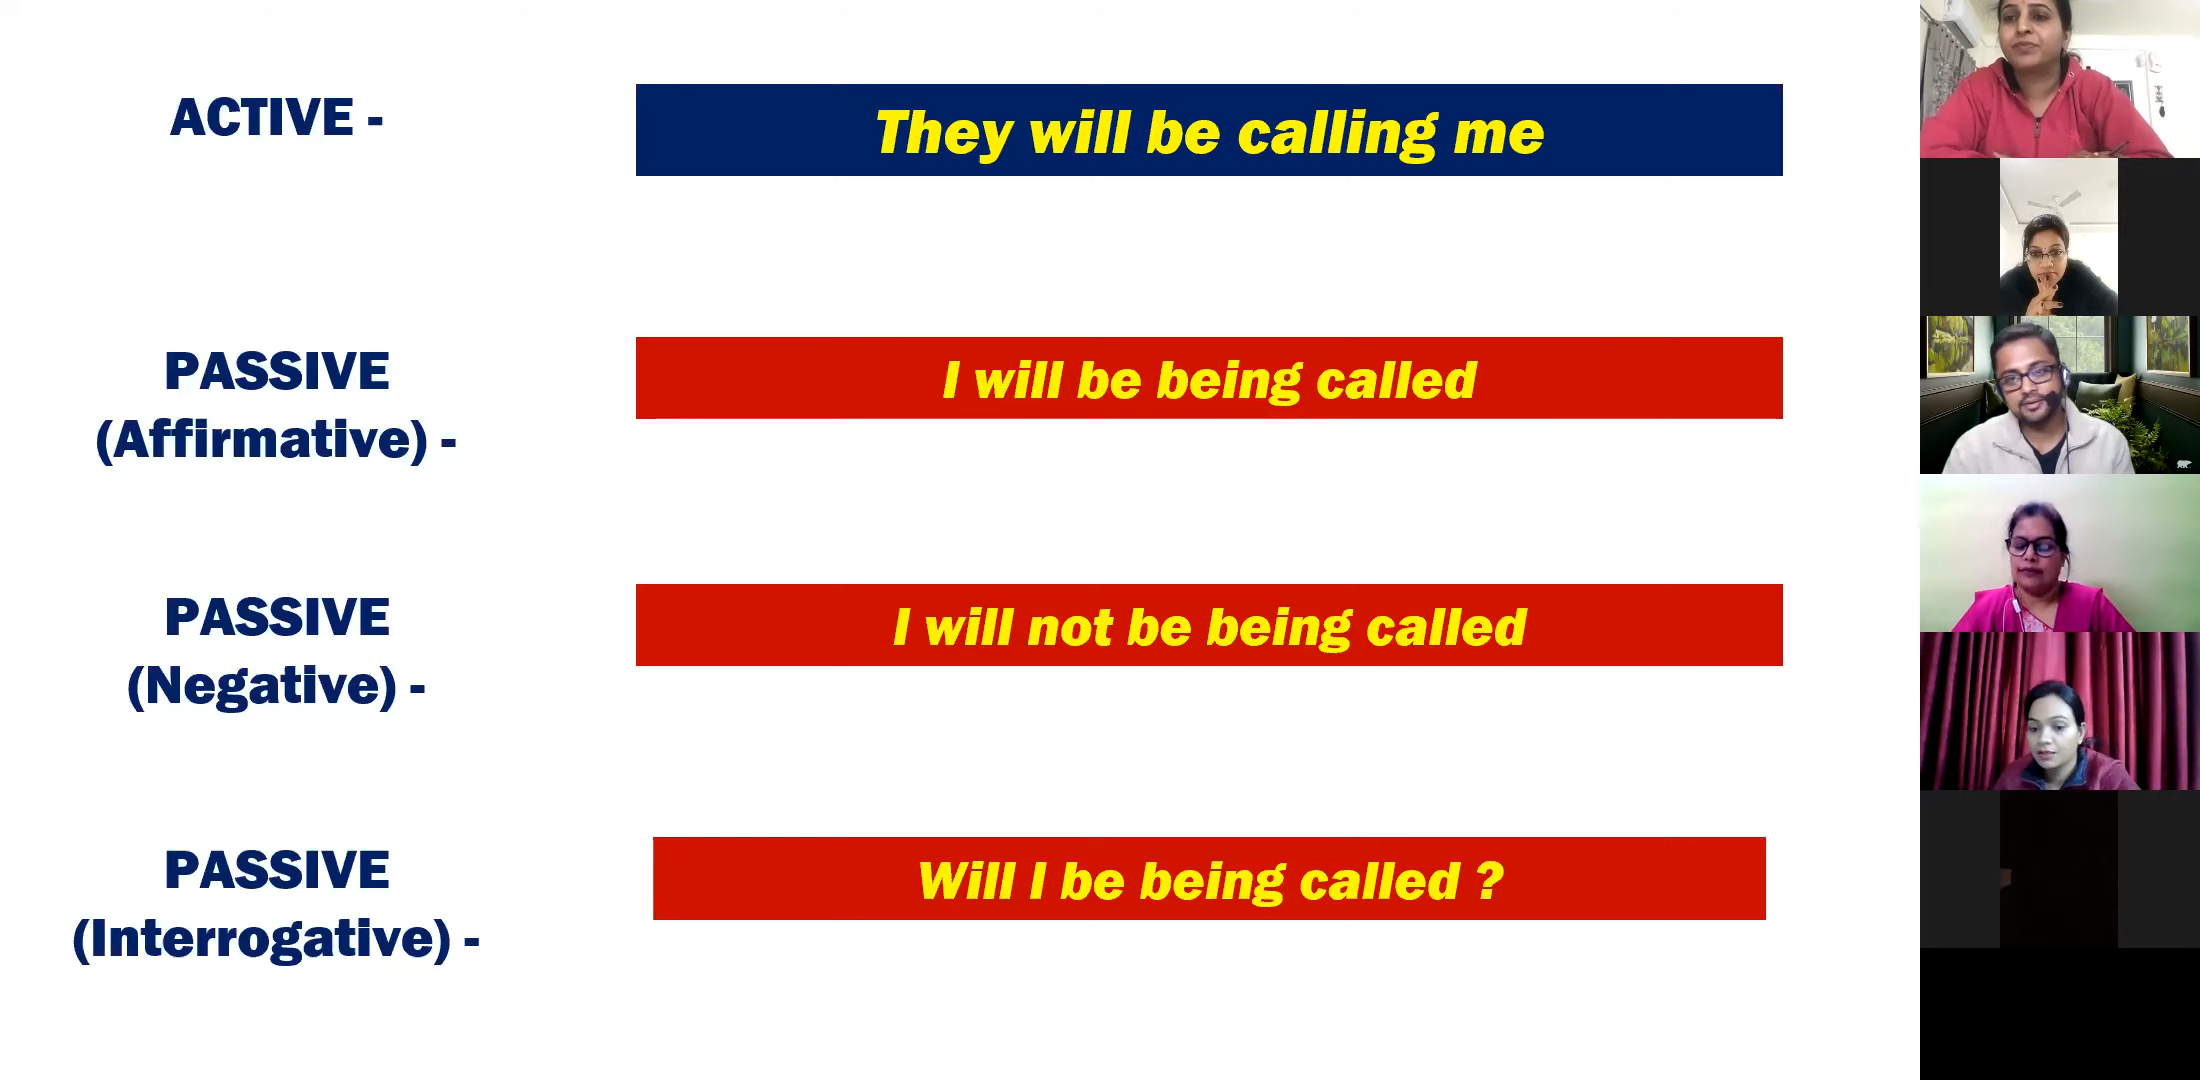 ACTIVE -
They will be calling me
PASSIVE
(Affirmative) -
I will be being called
PASSIVE
(Negative) -
I will not be being called
PASSIVE
(Interrogative) -
Will I be being called ?